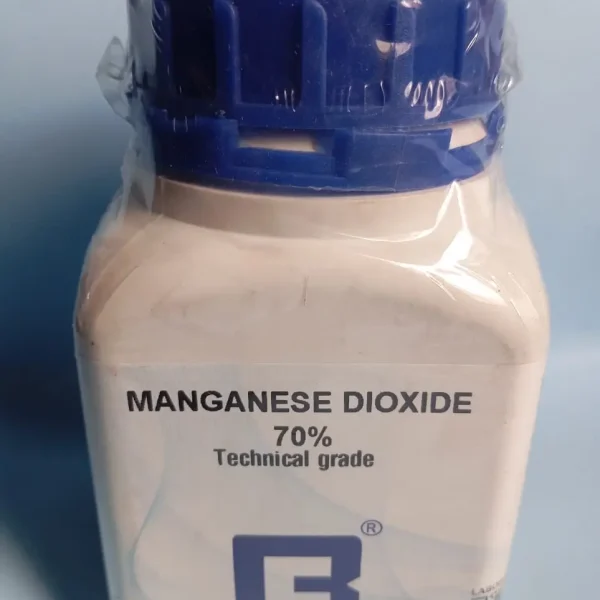 MANGANESE DIOXIDE
70%
Technical grade
®